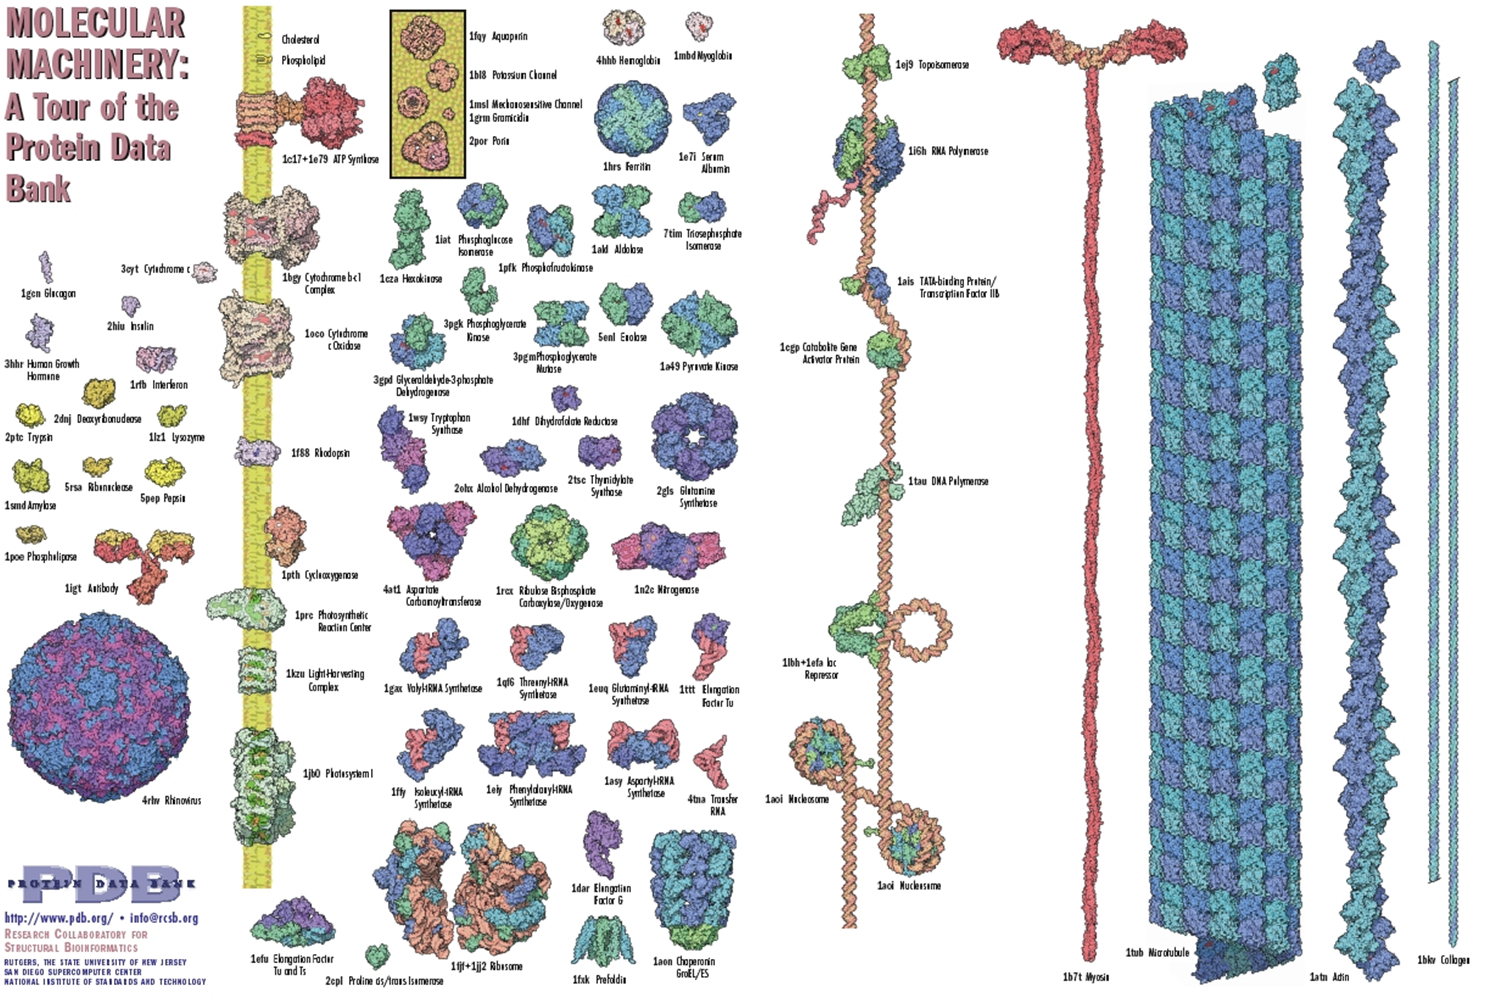 MOLECULAR
MACHINERY:
A Tour of the
Protein Data
Bank
Cholesterol
Phospholipid
1c17+1e79 ATP Synthase
3cyt Cytochrome c
1bgy Cytochrome b-c1
Complex
1oco Cytochrome
c Oxidase
1f88 Rhodopsin
1pth Cyclooxygenase
1prc Photosynthetic
Reaction Center
1kzu Light-Harvesting
Complex
1jb0 Photosystem I
1gcn Glucagon
2hiu Insulin
3hhr Human Growth
Hormone
1rfb Interferon
2dnj Deoxyribonuclease
2ptc Trypsin
1lz1 Lysozyme
5rsa Ribonuclease
1smd Amylase
5pep Pepsin
1poe Phospholipase
1igt Antibody
4rhv Rhinovirus
1fqy Aquaporin
1bl8 Potassium Channel
1msl Mechanosensitive Channel
1grm Gramicidin
2por Porin
4hhb Hemoglobin
1mbd Myoglobin
1hrs Ferritin
1e7i Serum
Albumin
1cza Hexokinase
1iat Phosphoglucose
Isomerase
1pfk Phosphofructokinase
1ald Aldolase
7tim Triosephosphate
Isomerase
3gpd Glyceraldehyde-3-phosphate
Dehydrogenase
3pgk Phosphoglycerate
Kinase
3pgm Phosphoglycerate
Mutase
5enl Enolase
1a49 Pyruvate Kinase
1wsy Tryptophan
Synthase
1dhf Dihydrofolate Reductase
2ohx Alcohol Dehydrogenase
2tsc Thymidylate
Synthase
2gls Glutamine
Synthetase
4at1 Aspartate
Carbamoyltransferase
1rcx Ribulose Bisphosphate
Carboxylase/Oxygenase
1n2c Nitrogenase
1gax Valyl-tRNA Synthetase
1qf6 Threonyl-tRNA
Synthetase
1euq Glutaminyl-tRNA
Synthetase
1ttt Elongation
Factor Tu
1ffy Isoleucyl-tRNA
Synthetase
1eiy Phenylalanyl-tRNA
Synthetase
1asy Aspartyl-tRNA
Synthetase
4tna Transfer
RNA
1efu Elongation Factor
Tu and Ts
2cpl Proline cis/trans Isomerase
1fjf+1jj2 Ribosome
1dar Elongation
Factor G
1fxk Prefoldin
1aon Chaperonin
GroEL/ES
1ej9 Topoisomerase
1i6h RNA Polymerase
1ais TATA-binding Protein/
Transcription Factor IIB
1cgp Catabolite Gene
Activator Protein
1tau DNA Polymerase
1lbh+1efa lac
Repressor
1aoi Nucleosome
1aoi Nucleosome
1b7t Myosin
1tub Microtubule
1atn Actin
1bkv Collagen
PDB
PROTEIN DATA BANK
http://www.pdb.org/ • info@rcsb.org
RESEARCH COLLABORATORY FOR
STRUCTURAL BIOINFORMATICS
RUTGERS, THE STATE UNIVERSITY OF NEW JERSEY
SAN DIEGO SUPERCOMPUTER CENTER
NATIONAL INSTITUTE OF STANDARDS AND TECHNOLOGY